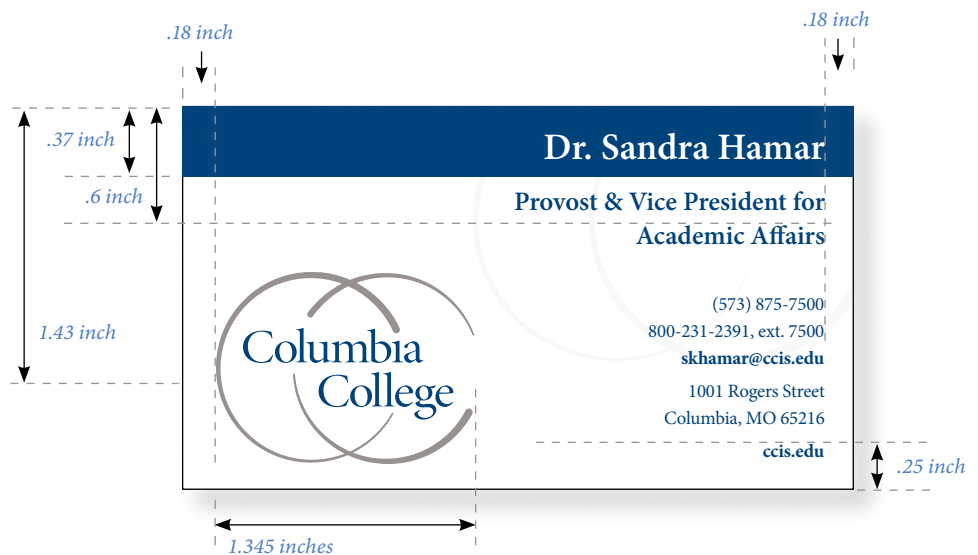 .18 inch
.18 inch
.37 inch
Dr. Sandra Hamar
.6 inch
Provost & Vice President for
Academic Affairs
1.43 inch
(573) 875-7500
800-231-2391, ext. 7500
skhamar@ccis.edu
Columbia
College
1001 Rogers Street
Columbia, MO 65216
ccis.edu
.25 inch
1.345 inches